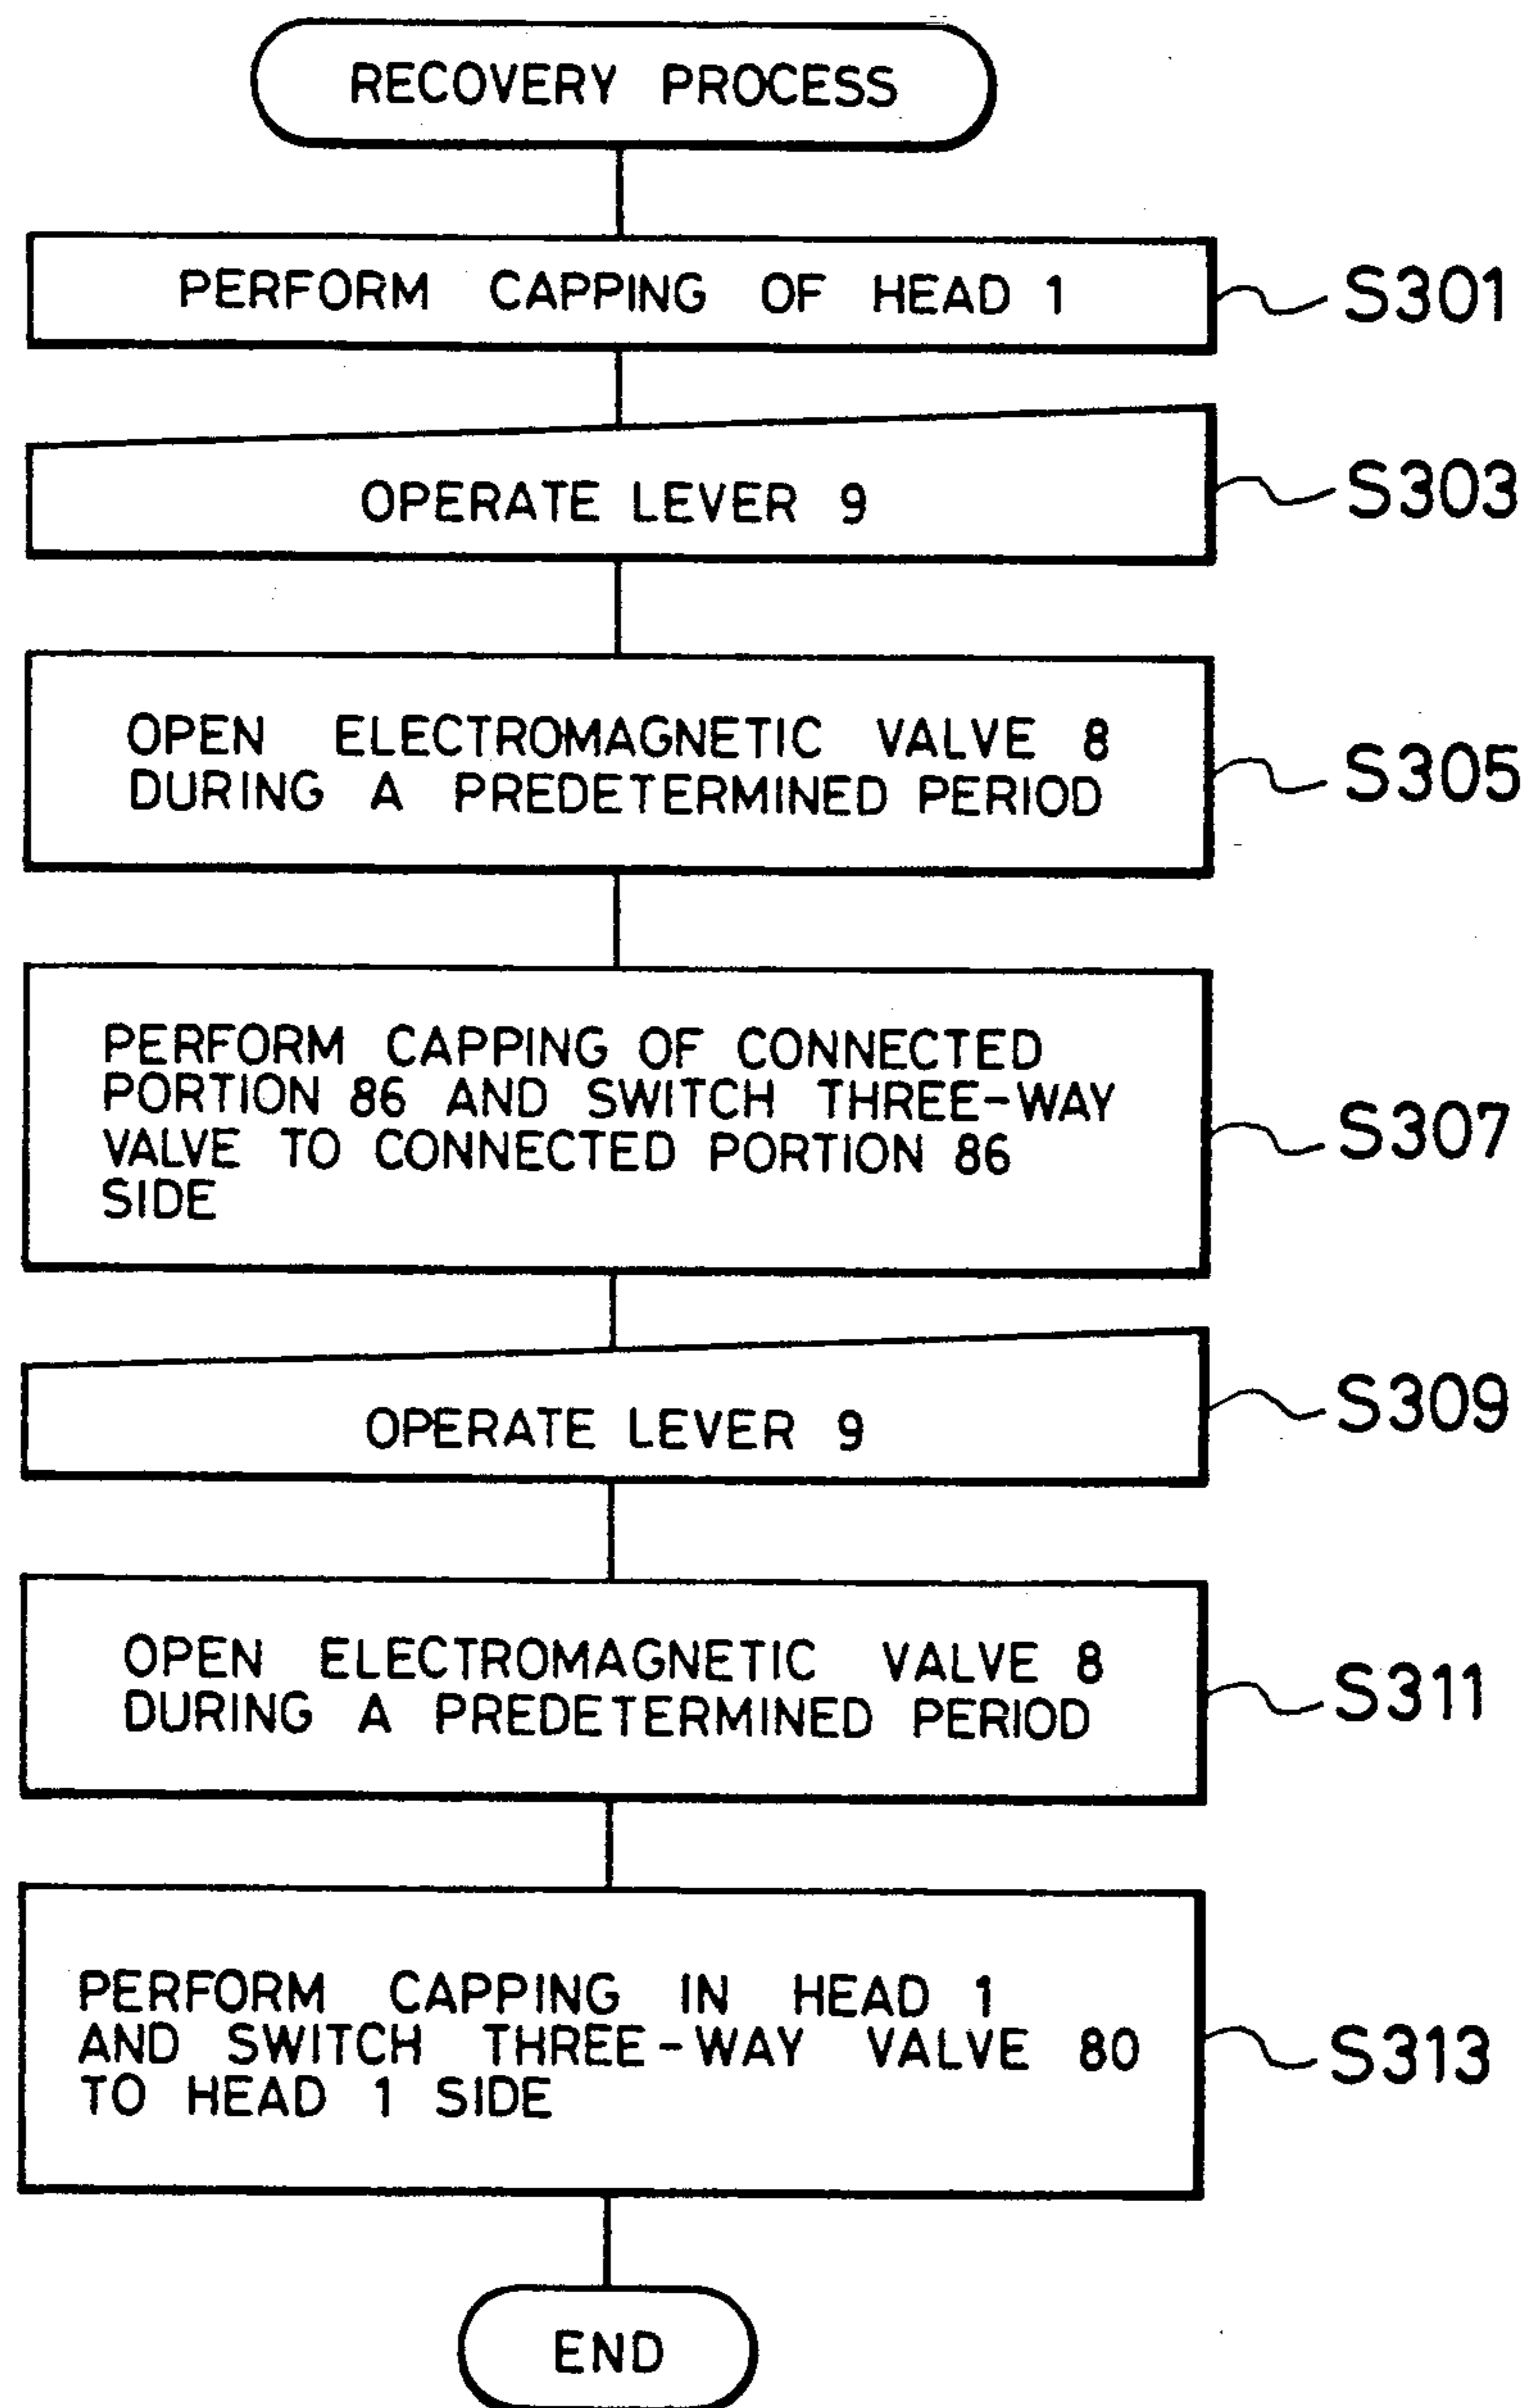 RECOVERY PROCESS
PERFORM CAPPING OF HEAD 1
S301
OPERATE LEVER 9
S303
OPEN ELECTROMAGNETIC VALVE 8
DURING A PREDETERMINED PERIOD
S305
PERFORM CAPPING OF CONNECTED
PORTION 86 AND SWITCH THREE-WAY
VALVE TO CONNECTED PORTION 86
SIDE
S307
OPERATE LEVER 9
S309
OPEN ELECTROMAGNETIC VALVE 8
DURING A PREDETERMINED PERIOD
S311
PERFORM CAPPING IN HEAD 1
AND SWITCH THREE-WAY VALVE 80
TO HEAD 1 SIDE
S313
END